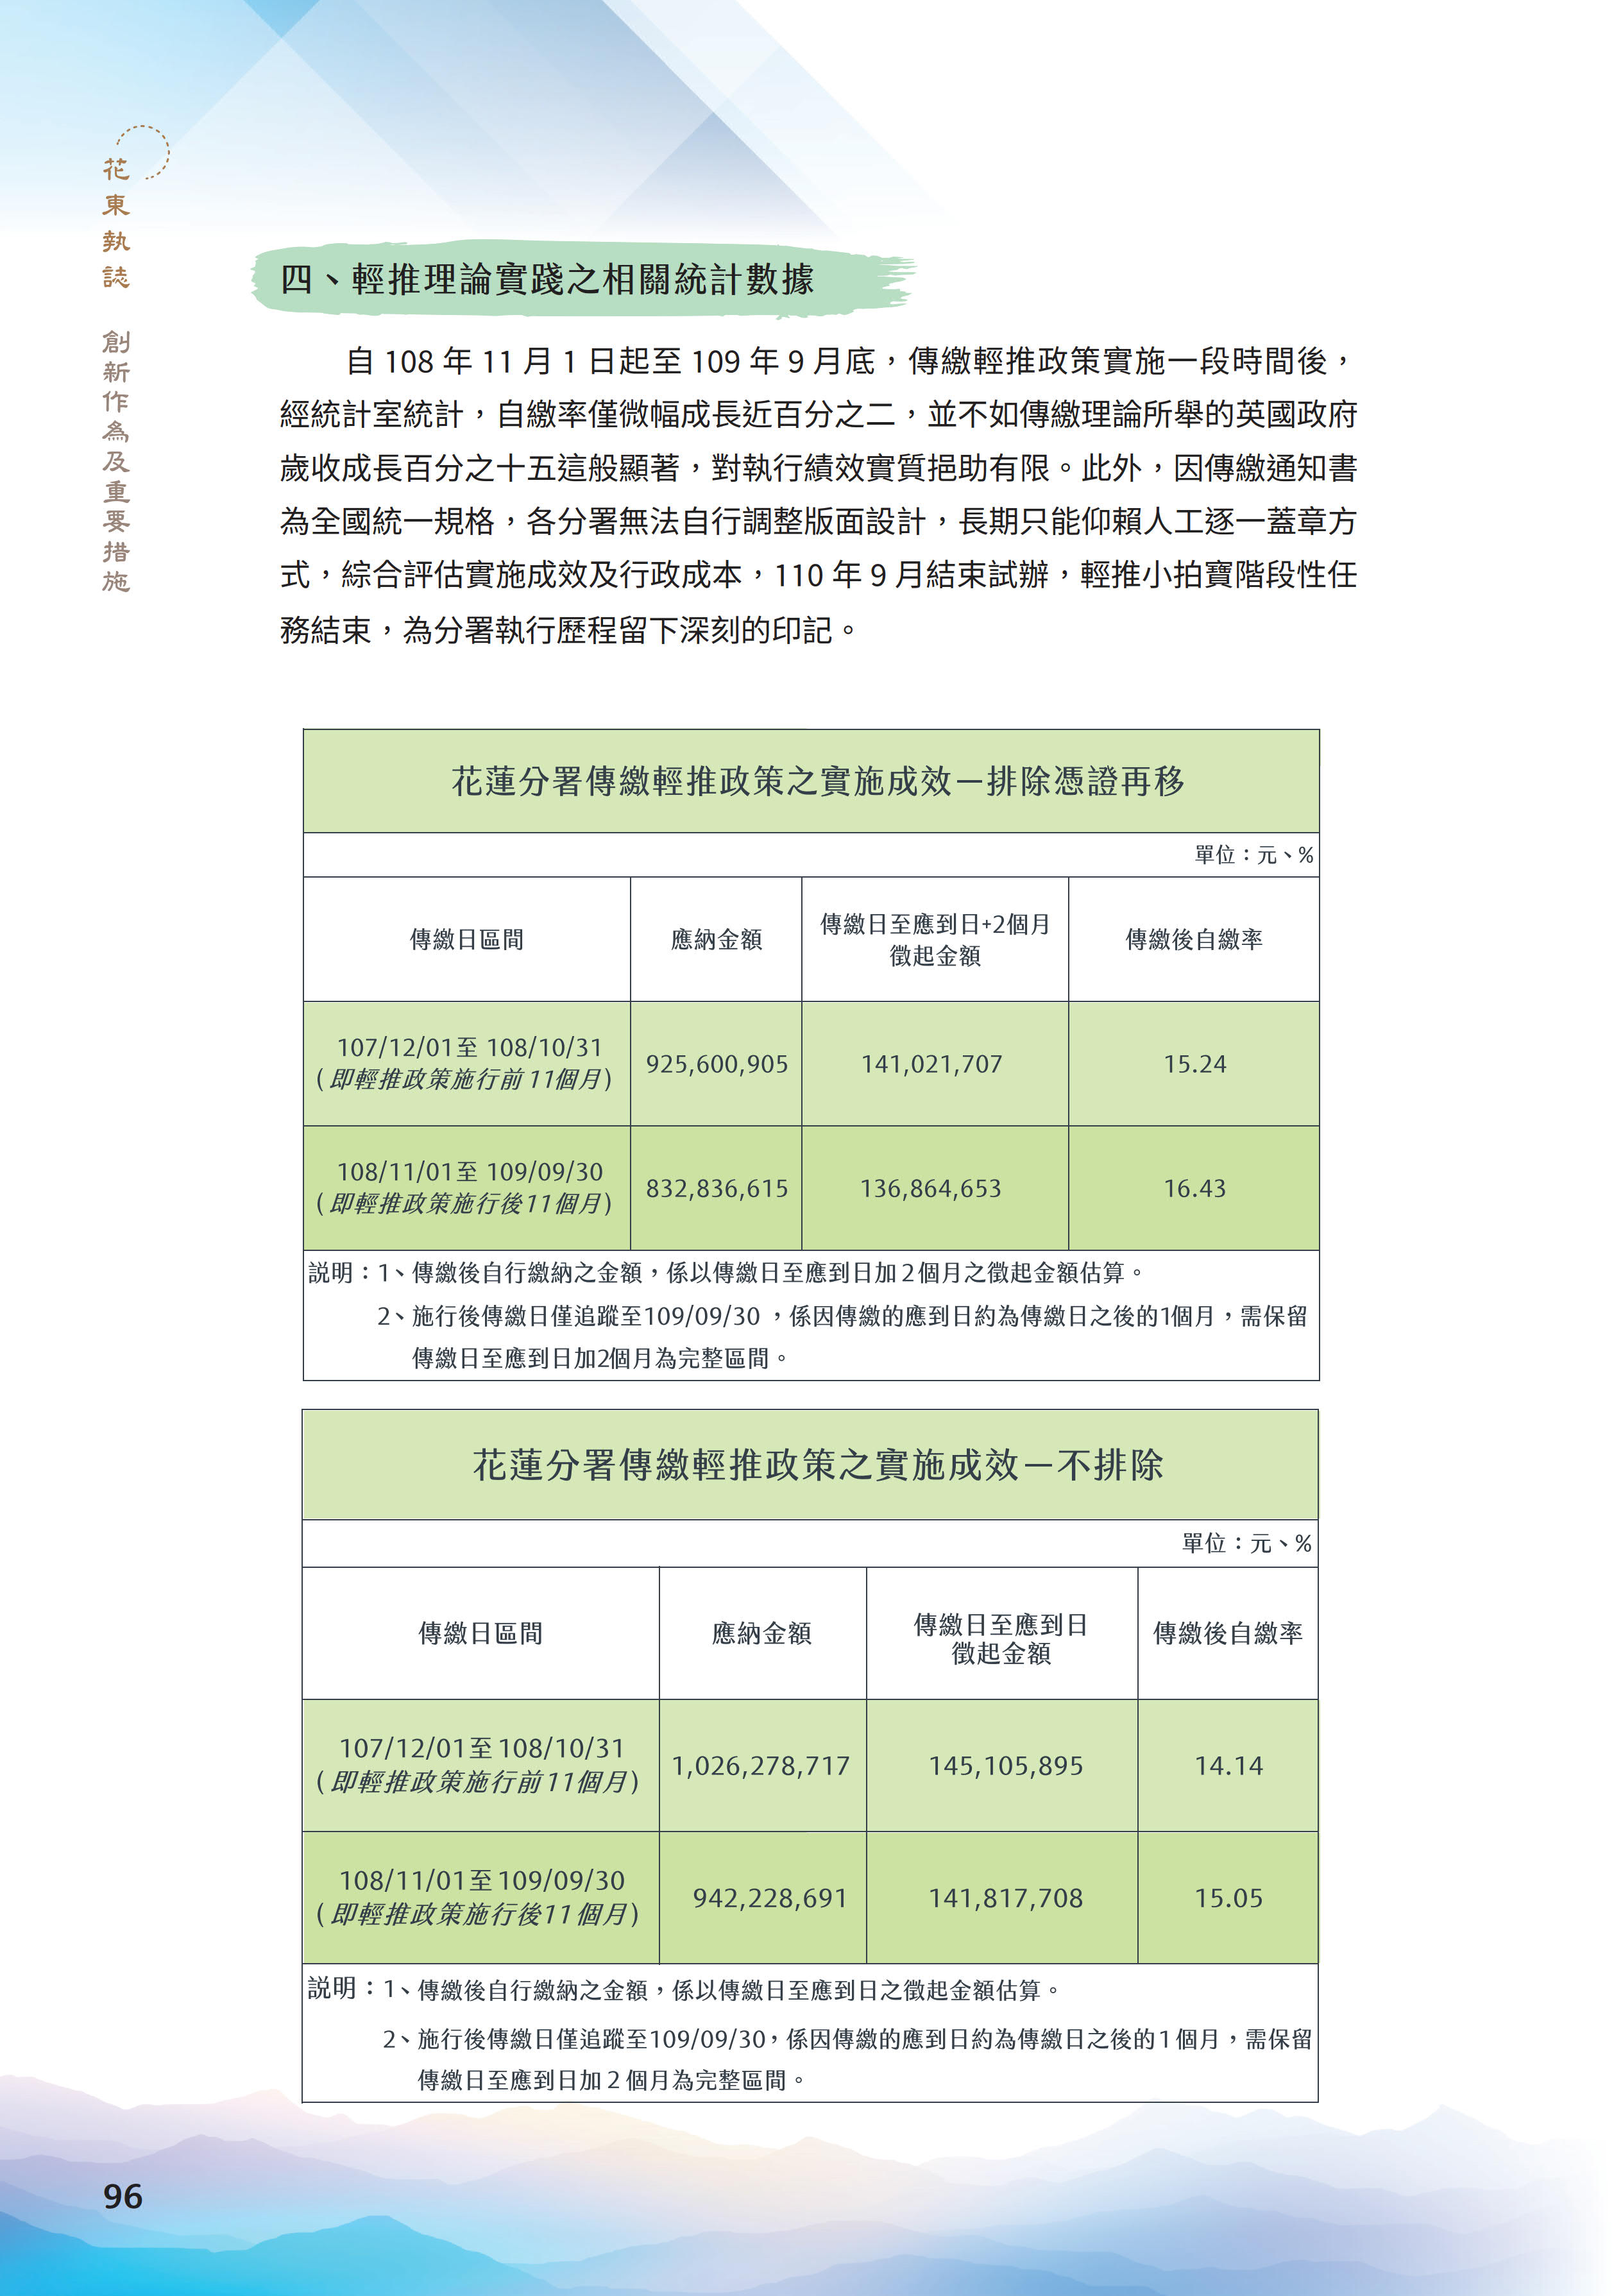 花東執誌 創新作為及重要措施
四、輕推理論實踐之相關統計數據
自 108 年 11 月 1 日起至 109 年 9 月底，傳繳輕推政策實施一段時間後，
經統計室統計，自繳率僅微幅成長近百分之二，並不如傳繳理論所舉的英國政府
歲收成長百分之十五這般顯著，對執行績效實質挹助有限。此外，因傳繳通知書
為全國統一規格，各分署無法自行調整版面設計，長期只能仰賴人工逐一蓋章方
式，綜合評估實施成效及行政成本，110 年 9 月結束試辦，輕推小拍寶階段性任
務結束，為分署執行歷程留下深刻的印記。
花蓮分署傳繳輕推政策之實施成效－排除憑證再移
單位：元、%
傳繳日區間 應納金額 傳繳日至應到日+2個月 傳繳後自繳率
徵起金額
107/12/01至 108/10/31
(即輕推政策施行前11個月) 925,600,905 141,021,707 15.24
108/11/01至 109/09/30
(即輕推政策施行後11個月) 832,836,615 136,864,653 16.43
說明：1、傳繳後自行繳納之金額，係以傳繳日至應到日加 2 個月之徵起金額估算。
2、施行後傳繳日僅追蹤至109/09/30 ，係因傳繳的應到日約為傳繳日之後的1個月，需保留
傳繳日至應到日加2個月為完整區間。
花蓮分署傳繳輕推政策之實施成效－不排除
單位：元、%
傳繳日區間 應納金額 傳繳日至應到日 傳繳後自繳率
徵起金額
107/12/01至 108/10/31
(即輕推政策施行前11個月) 1,026,278,717 145,105,895 14.14
108/11/01至 109/09/30
(即輕推政策施行後11個月) 942,228,691 141,817,708 15.05
說明：1、傳繳後自行繳納之金額，係以傳繳日至應到日之徵起金額估算。
2、施行後傳繳日僅追蹤至109/09/30，係因傳繳的應到日約為傳繳日之後的 1 個月，需保留
傳繳日至應到日加 2 個月為完整區間。
96